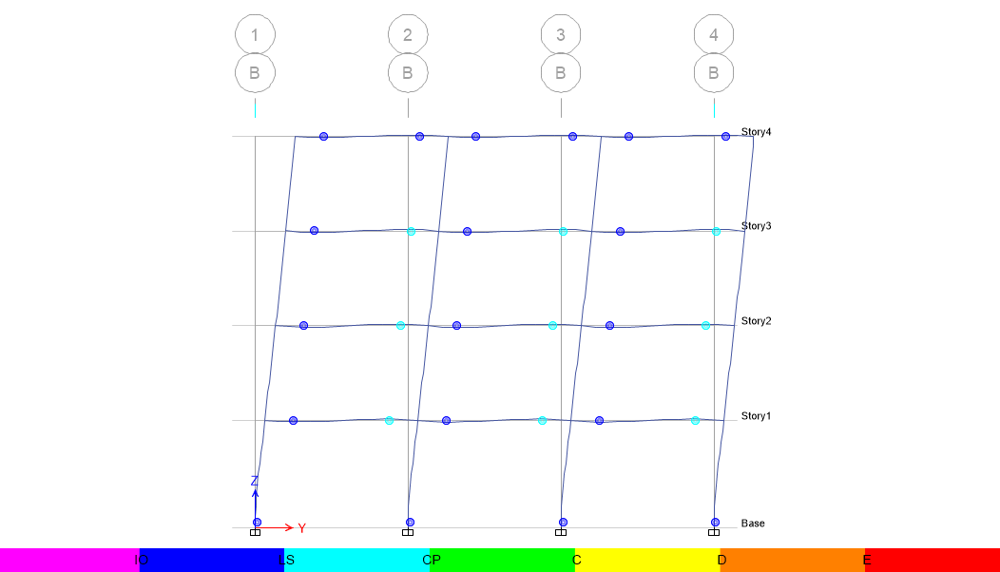 1 2 3 4
B B B B
Story4
Story3
Story2
Story1
Z
Y
Base
IO LS CP C D E